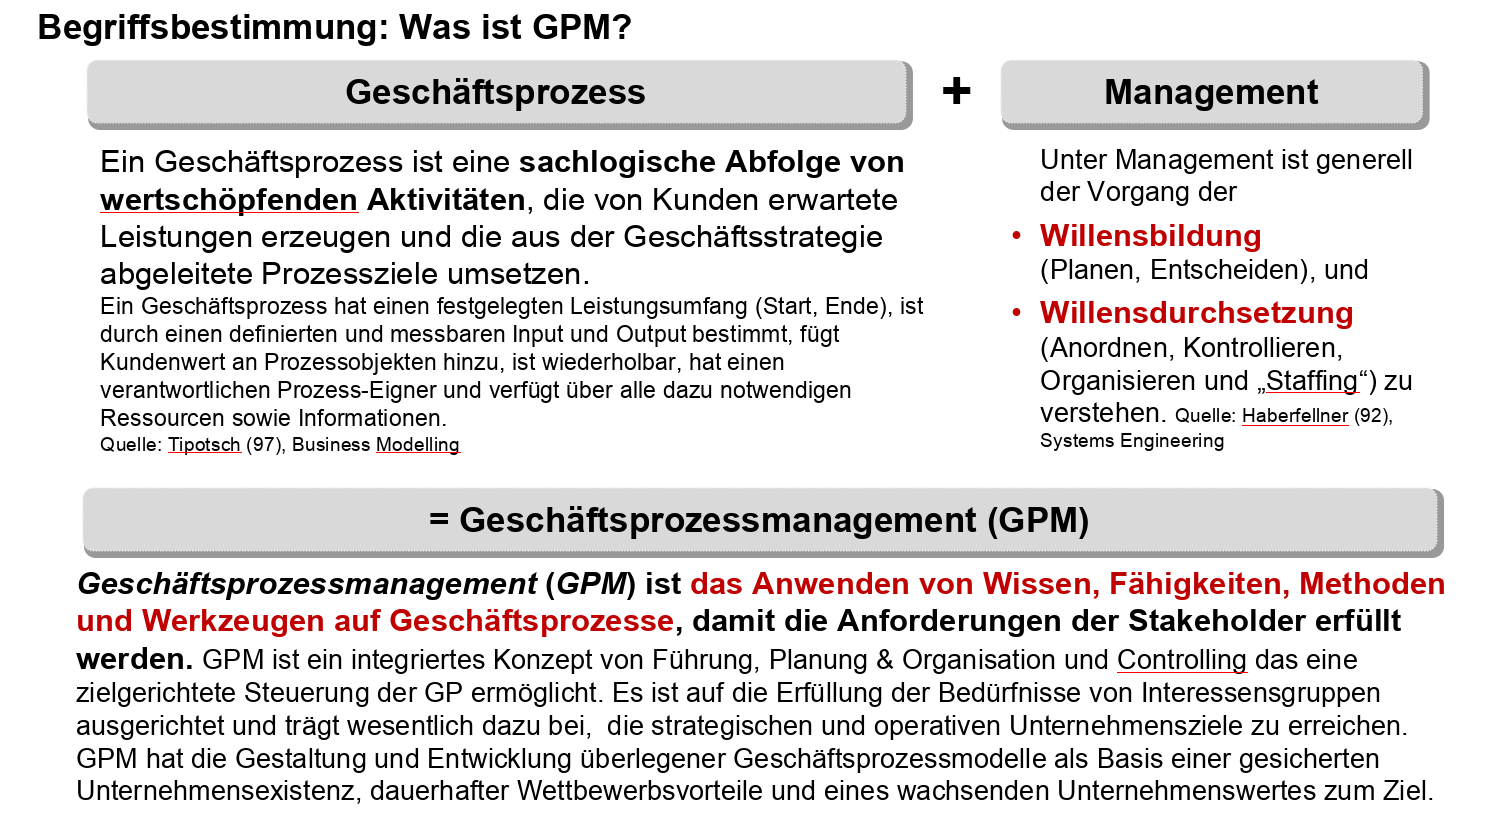 Begriffsbestimmung: Was ist GPM?
Geschäftsprozess
+
Management
Ein Geschäftsprozess ist eine sachlogische Abfolge von
wertschöpfenden Aktivitäten, die von Kunden erwartete
Leistungen erzeugen und die aus der Geschäftsstrategie
abgeleitete Prozessziele umsetzen.
Ein Geschäftsprozess hat einen festgelegten Leistungsumfang (Start, Ende), ist
durch einen definierten und messbaren Input und Output bestimmt, fügt
Kundenwert an Prozessobjekten hinzu, ist wiederholbar, hat einen
verantwortlichen Prozess-Eigner und verfügt über alle dazu notwendigen
Ressourcen sowie Informationen.
Quelle: Tipotsch (97), Business Modelling
Unter Management ist generell
der Vorgang der
• Willensbildung
(Planen, Entscheiden), und
• Willensdurchsetzung
(Anordnen, Kontrollieren,
Organisieren und „Staffing“) zu
verstehen. Quelle: Haberfellner (92),
Systems Engineering
= Geschäftsprozessmanagement (GPM)
Geschäftsprozessmanagement (GPM) ist das Anwenden von Wissen, Fähigkeiten, Methoden
und Werkzeugen auf Geschäftsprozesse, damit die Anforderungen der Stakeholder erfüllt
werden. GPM ist ein integriertes Konzept von Führung, Planung & Organisation und Controlling das eine
zielgerichtete Steuerung der GP ermöglicht. Es ist auf die Erfüllung der Bedürfnisse von Interessensgruppen
ausgerichtet und trägt wesentlich dazu bei,  die strategischen und operativen Unternehmensziele zu erreichen.
GPM hat die Gestaltung und Entwicklung überlegener Geschäftsprozessmodelle als Basis einer gesicherten
Unternehmensexistenz, dauerhafter Wettbewerbsvorteile und eines wachsenden Unternehmenswertes zum Ziel.